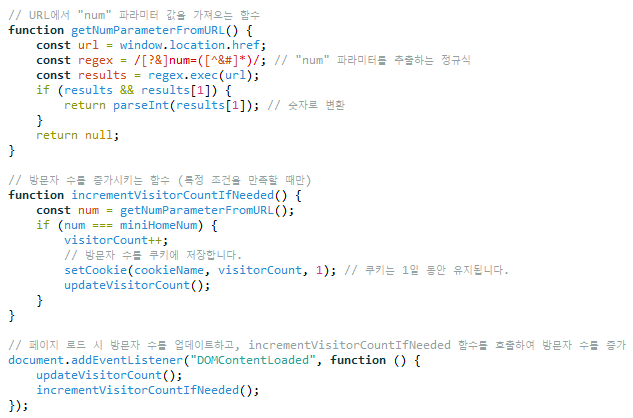 // URL에서 "num" 파라미터 값을 가져오는 함수
function getNumParameterFromURL() {
    const url = window.location.href;
    const regex = /[?&]num=([^&#]*)/; // "num" 파라미터를 추출하는 정규식
    const results = regex.exec(url);
    if (results && results[1]) {
        return parseInt(results[1]); // 숫자로 변환
    }
    return null;
}

// 방문자 수를 증가시키는 함수 (특정 조건을 만족할 때만)
function incrementVisitorCountIfNeeded() {
    const num = getNumParameterFromURL();
    if (num === miniHomeNum) {
        visitorCount++;
        // 방문자 수를 쿠키에 저장합니다.
        setCookie(cookieName, visitorCount, 1); // 쿠키는 1일 동안 유지됩니다.
        updateVisitorCount();
    }
}

// 페이지 로드 시 방문자 수를 업데이트하고, incrementVisitorCountIfNeeded 함수를 호출하여 방문자 수를 증가
document.addEventListener("DOMContentLoaded", function () {
    updateVisitorCount();
    incrementVisitorCountIfNeeded();
});